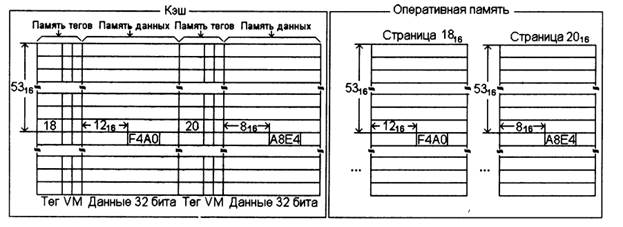 Кэш
Память тегов Память данных Память тегов Память данных
53₁₆
18 12₁₆ 20 8₁₆
F4A0 A8E4
Тег VM Данные 32 бита Тег VM Данные 32 бита
Оперативная память
Страница 18₁₆ Страница 20₁₆
53₁₆ 53₁₆
12₁₆ 8₁₆
F4A0 A8E4
... ...